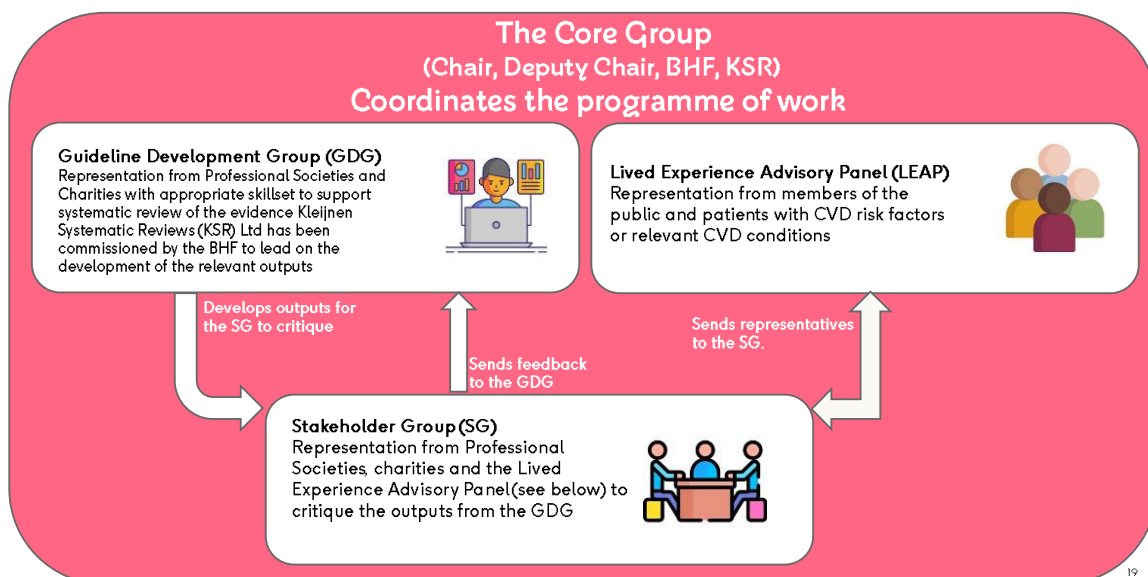 The Core Group
(Chair, Deputy Chair, BHF, KSR)
Coordinates the programme of work
Guideline Development Group (GDG)
Representation from Professional Societies and
Charities with appropriate skillset to support
systematic review of the evidence Kleijnen
Systematic Reviews (KSR) Ltd has been
commissioned by the BHF to lead on the
development of the relevant outputs
Lived Experience Advisory Panel (LEAP)
Representation from members of the
public and patients with CVD risk factors
or relevant CVD conditions
Develops outputs for
the SG to critique
Sends feedback
to the GDG
Sends representatives
to the SG.
Stakeholder Group (SG)
Representation from Professional
Societies, charities and the Lived
Experience Advisory Panel (see below) to
critique the outputs from the GDG
19